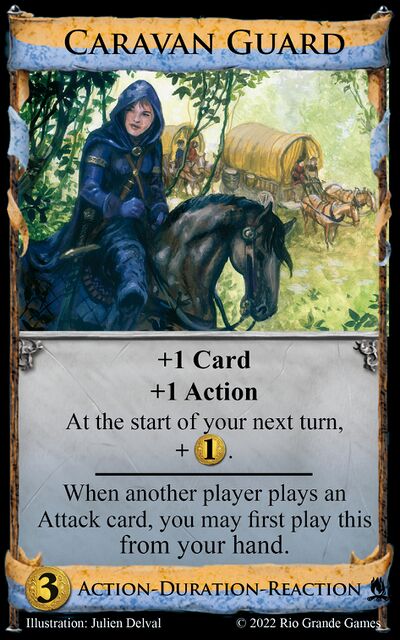 Caravan Guard
+1 Card
+1 Action
At the start of your next turn,
+ 1 .
When another player plays an
Attack card, you may first play this
from your hand.
3 Action-Duration-Reaction
Illustration: Julien Delval © 2022 Rio Grande Games